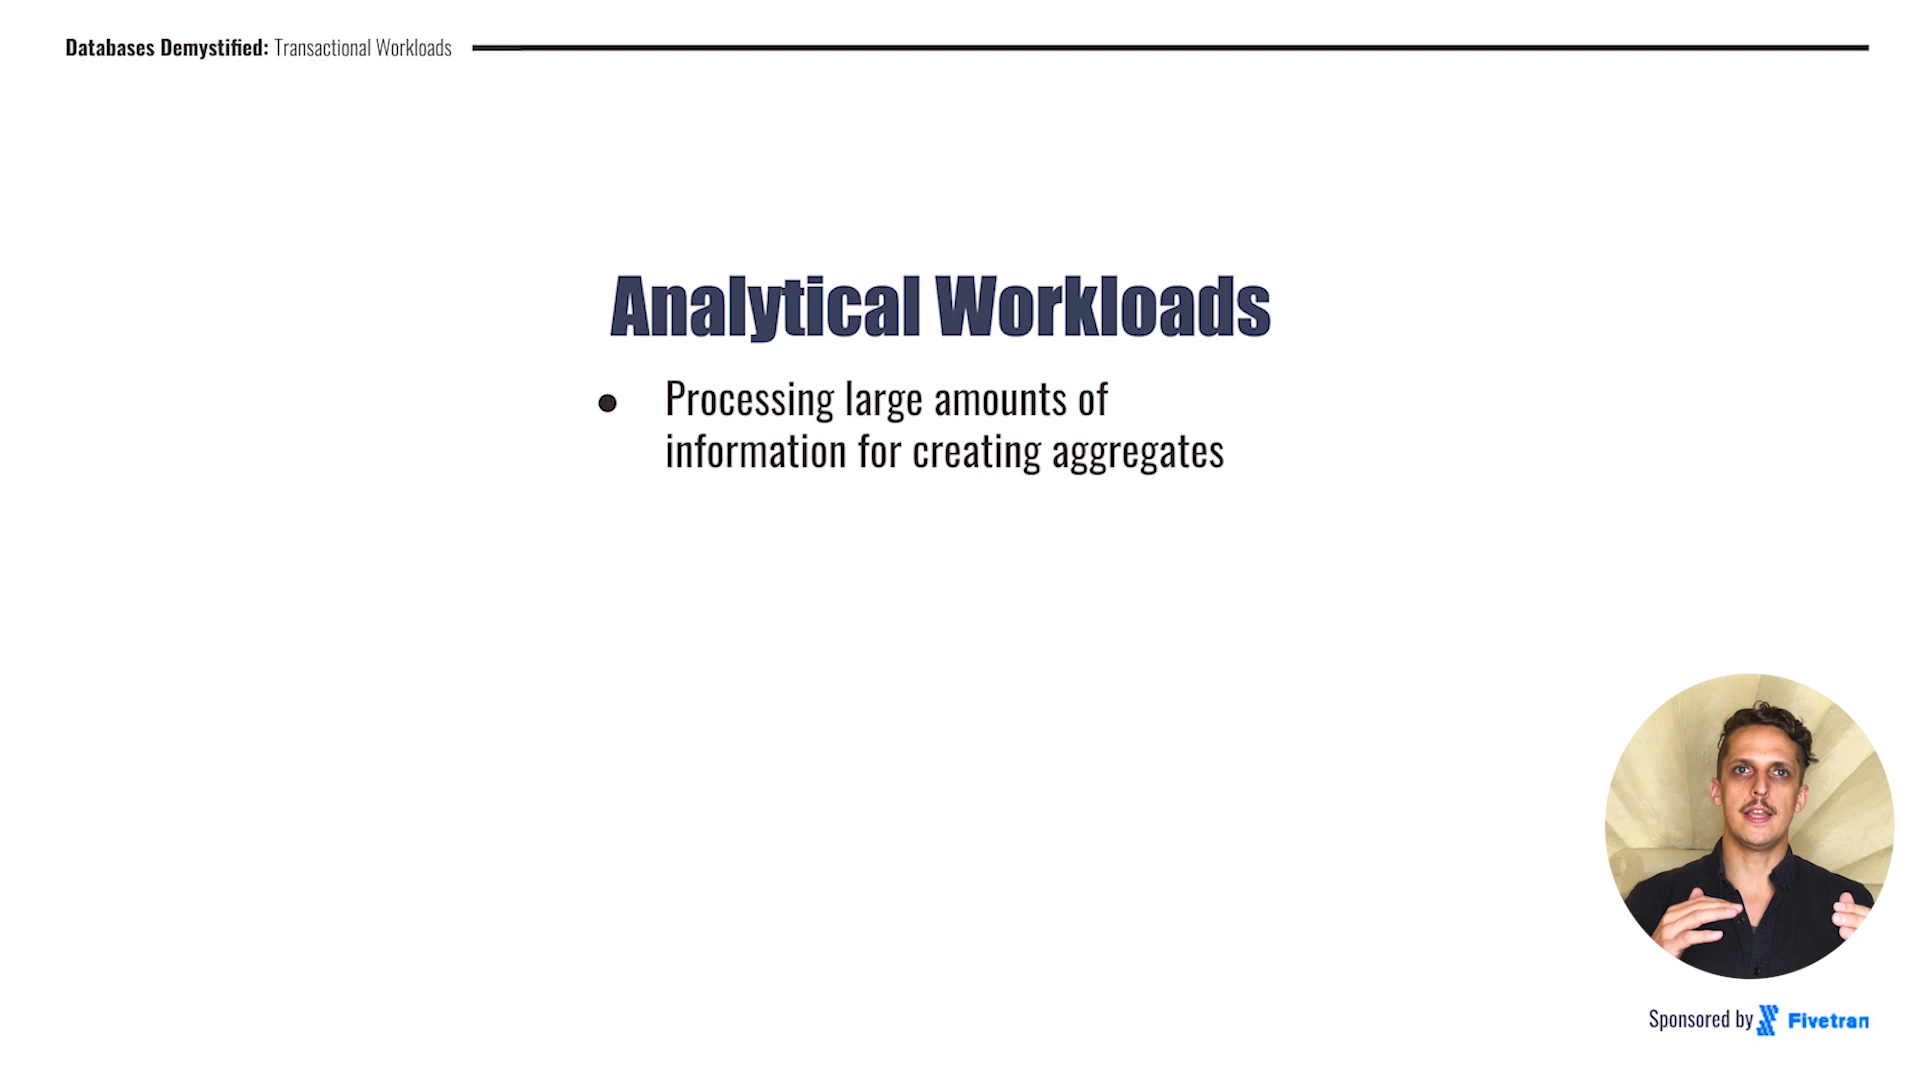 Databases Demystified: Transactional Workloads
Analytical Workloads
● Processing large amounts of
information for creating aggregates
Sponsored by Fivetran